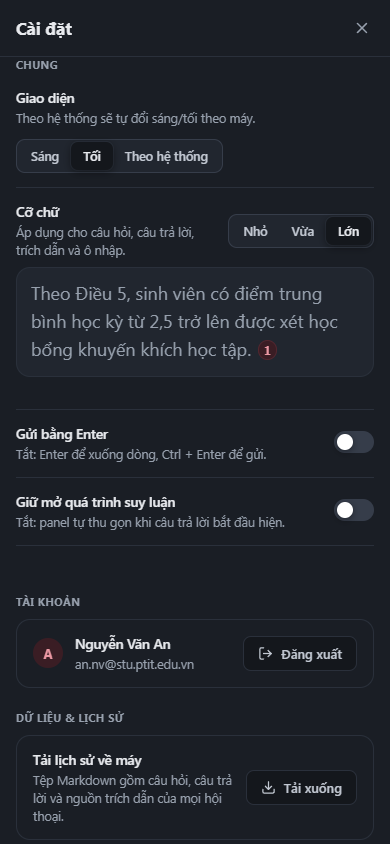 Cài đặt
CHUNG
Giao diện
Theo hệ thống sẽ tự đổi sáng/tối theo máy.
Sáng Tối Theo hệ thống
Cỡ chữ
Áp dụng cho câu hỏi, câu trả lời,
trích dẫn và ô nhập.
Nhỏ Vừa Lớn
Theo Điều 5, sinh viên có điểm trung
bình học kỳ từ 2,5 trở lên được xét học
bổng khuyến khích học tập. 1
Gửi bằng Enter
Tắt: Enter để xuống dòng, Ctrl + Enter để gửi.
Giữ mở quá trình suy luận
Tắt: panel tự thu gọn khi câu trả lời bắt đầu hiện.
TÀI KHOẢN
A
Nguyễn Văn An
an.nv@stu.ptit.edu.vn
Đăng xuất
DỮ LIỆU & LỊCH SỬ
Tải lịch sử về máy
Tệp Markdown gồm câu hỏi, câu trả
lời và nguồn trích dẫn của mọi hội
thoại.
Tải xuống